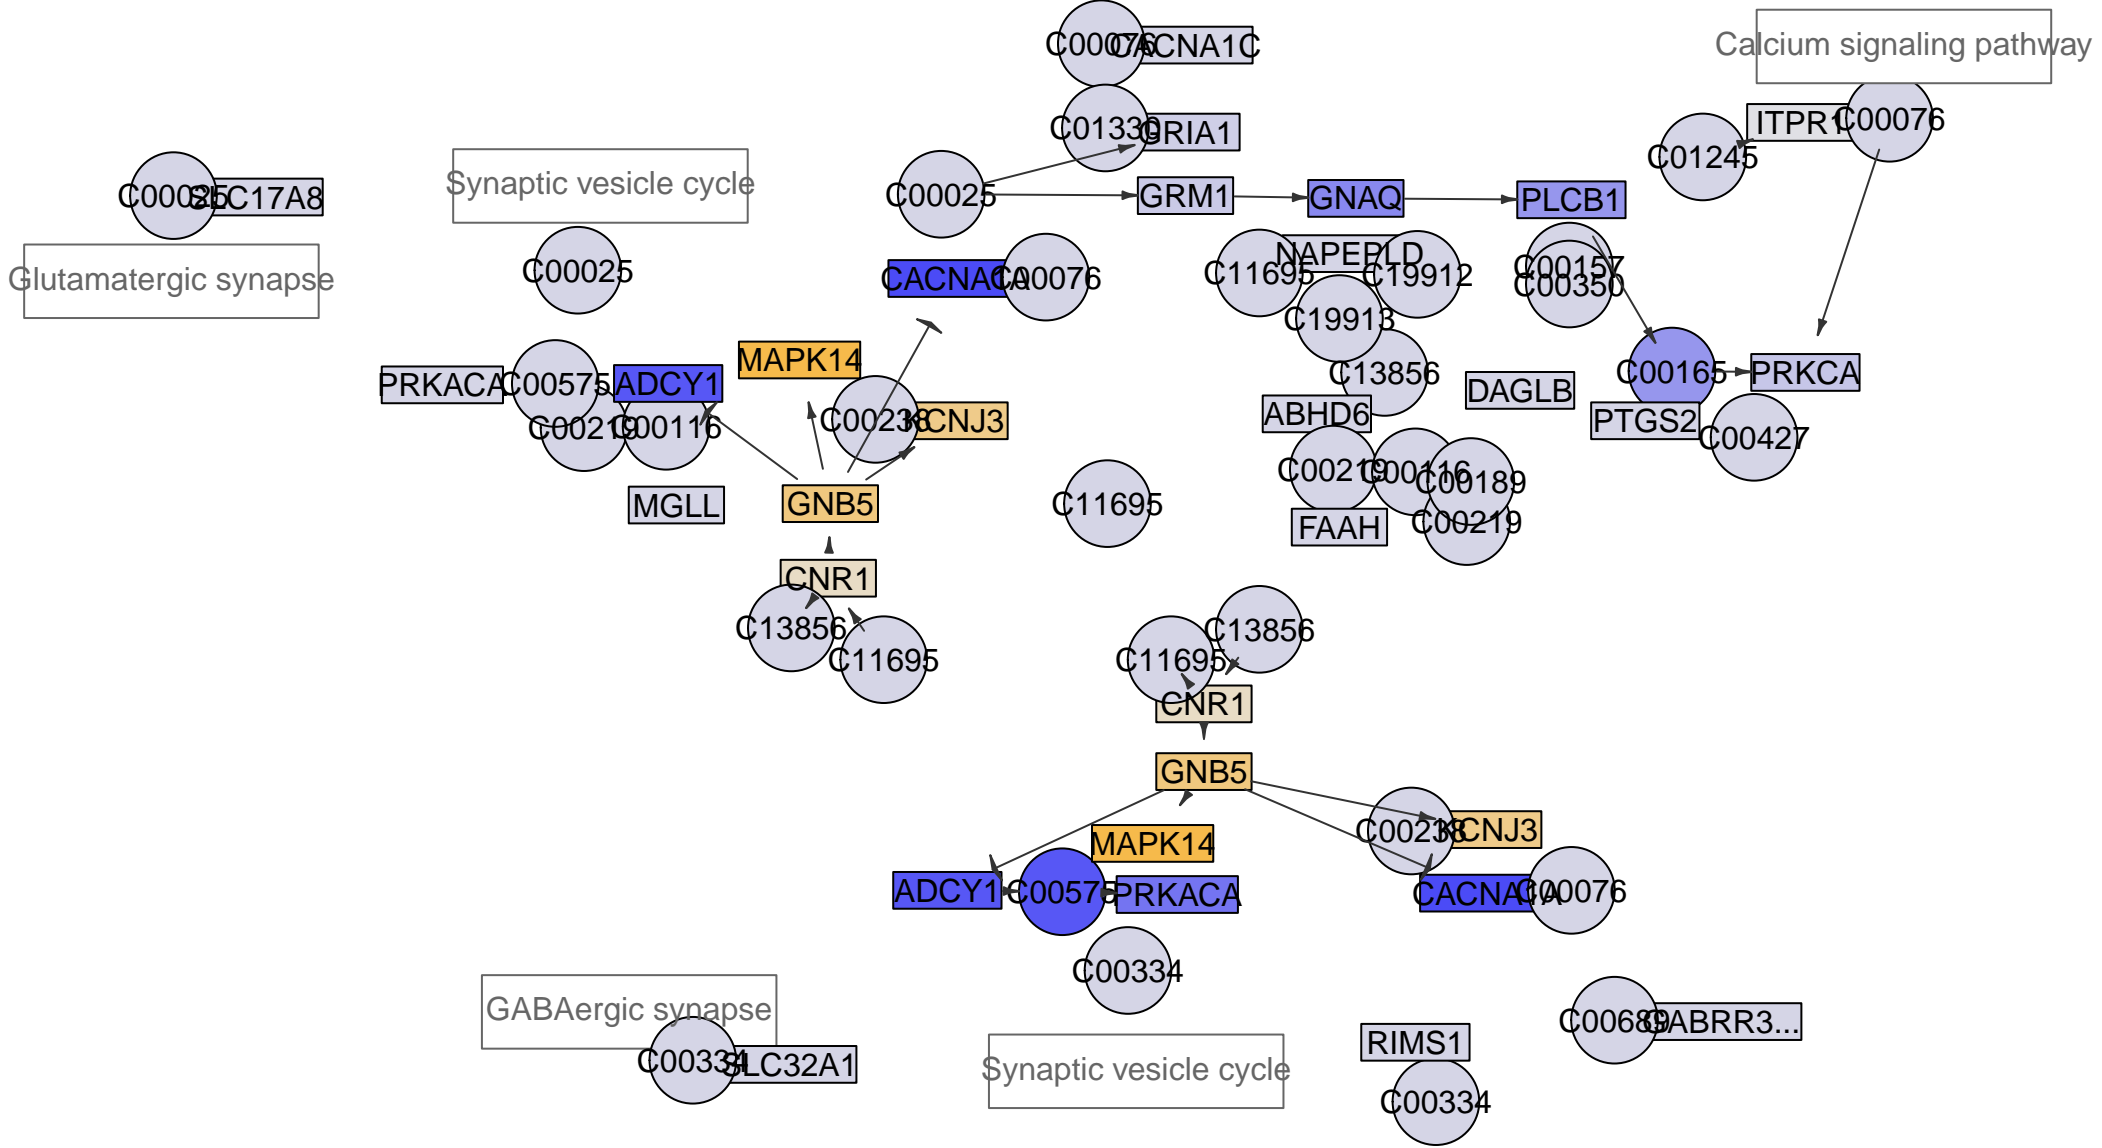 C00076
CACNA1C
Calcium signaling pathway
C01330
GRIA1
ITPR1
C00076
C01245
Synaptic vesicle cycle
C00025
SLC17A8
C00025
GRM1
GNAQ
PLCB1
Glutamatergic synapse
C00025
CACNA1A
C00076
C11695
NAPEPLD
C19912
C00157
C00350
C19913
MAPK14
PRKACA
C00575
ADCY1
C13856
DAGLB
C00165
PRKCA
C00219
C00116
C00238
KCNJ3
ABHD6
PTGS2
C00427
C00219
C00116
C00189
MGLL
GNB5
C11695
FAAH
C00219
CNR1
C13856
C11695
C11695
C13856
CNR1
GNB5
MAPK14
C00238
KCNJ3
ADCY1
C00575
PRKACA
CACNA1A
C00076
C00334
GABAergic synapse
C00334
SLC32A1
Synaptic vesicle cycle
RIMS1
C00334
C00689
GABRR3...